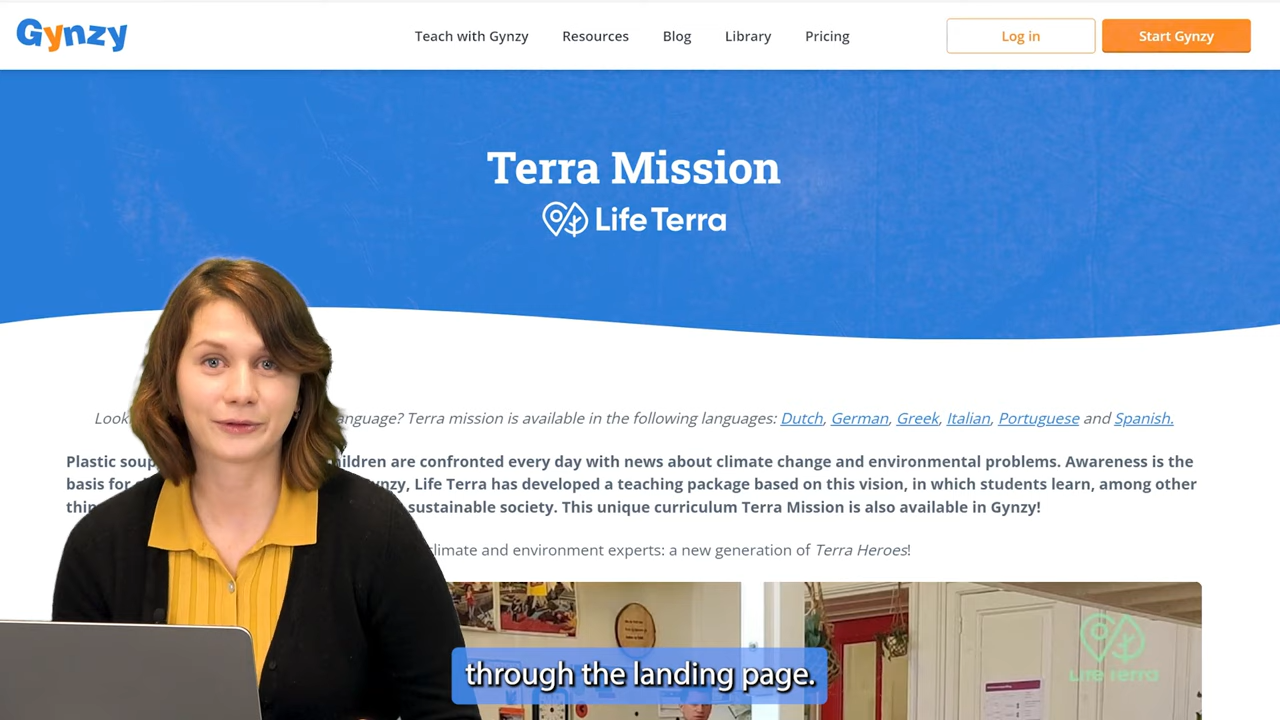 Gynzy
Teach with Gynzy
Resources
Blog
Library
Pricing
Log in
Start Gynzy
Terra Mission
Life Terra
Look anguage? Terra mission is available in the following languages: Dutch, German, Greek, Italian, Portuguese and Spanish.
Plastic soup ildren are confronted every day with news about climate change and environmental problems. Awareness is the
basis for ynzy, Life Terra has developed a teaching package based on this vision, in which students learn, among other
thin sustainable society. This unique curriculum Terra Mission is also available in Gynzy!
climate and environment experts: a new generation of Terra Heroes!
Life Terra
through the landing page.